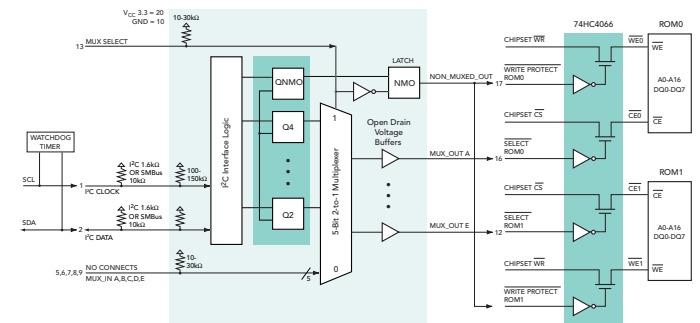 V_CC 3.3 = 20
GND = 10
10-30kΩ
13 MUX SELECT
WATCHDOG
TIMER
SCL
1
I²C CLOCK
I²C 1.6kΩ
OR SMBus
10kΩ
100-
150kΩ
SDA
2
I²C DATA
I²C 1.6kΩ
OR SMBus
10kΩ
10-
30kΩ
5,6,7,8,9 NO CONNECTS
MUX_IN A,B,C,D,E
5
I²C Interface Logic
QNMO
Q4
Q2
1
5-Bit 2-to-1 Multiplexer
0
LATCH
NMO
Open Drain
Voltage
Buffers
NON_MUXED_OUT
17
MUX_OUT A
16
MUX_OUT E
12
74HC4066
CHIPSET WR
WRITE PROTECT
ROM0
CHIPSET CS
SELECT
ROM0
CHIPSET CS
SELECT
ROM1
CHIPSET WR
WRITE PROTECT
ROM1
WE0
CE0
CE1
WE1
ROM0
WE
A0-A16
DQ0-DQ7
CE
ROM1
CE
A0-A16
DQ0-DQ7
WE